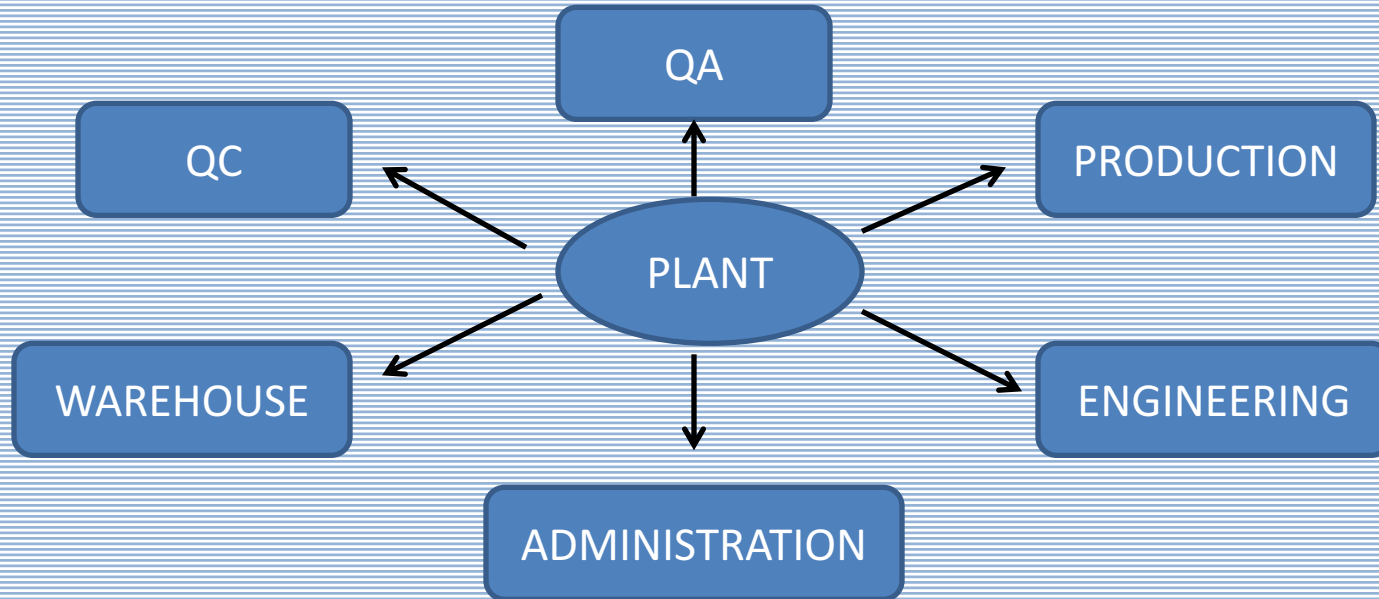 QA
QC
PRODUCTION
PLANT
WAREHOUSE
ENGINEERING
ADMINISTRATION